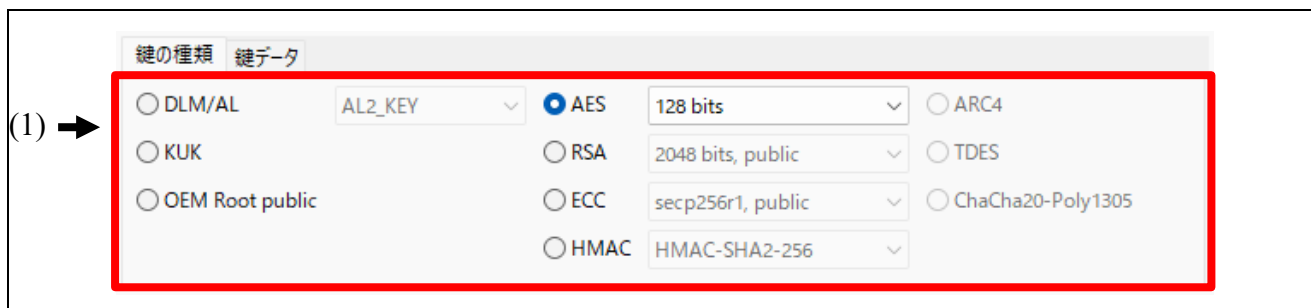 鍵の種類 鍵データ
(1) DLM/AL AL2_KEY AES 128 bits ARC4
KUK RSA 2048 bits, public TDES
OEM Root public ECC secp256r1, public ChaCha20-Poly1305
HMAC HMAC-SHA2-256